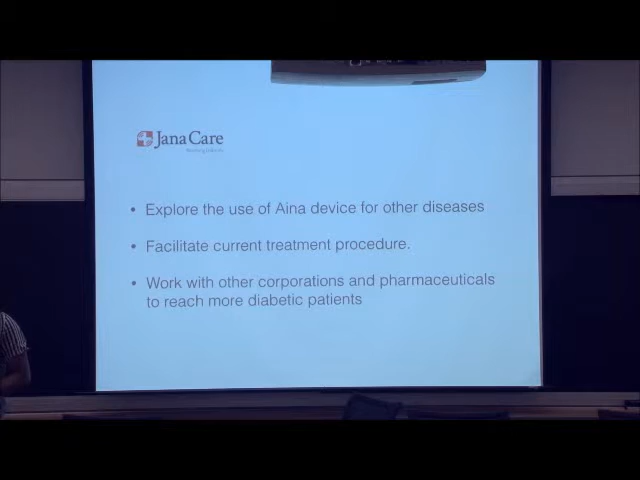 Jana Care
• Explore the use of Aina device for other diseases
• Facilitate current treatment procedure.
• Work with other corporations and pharmaceuticals
to reach more diabetic patients